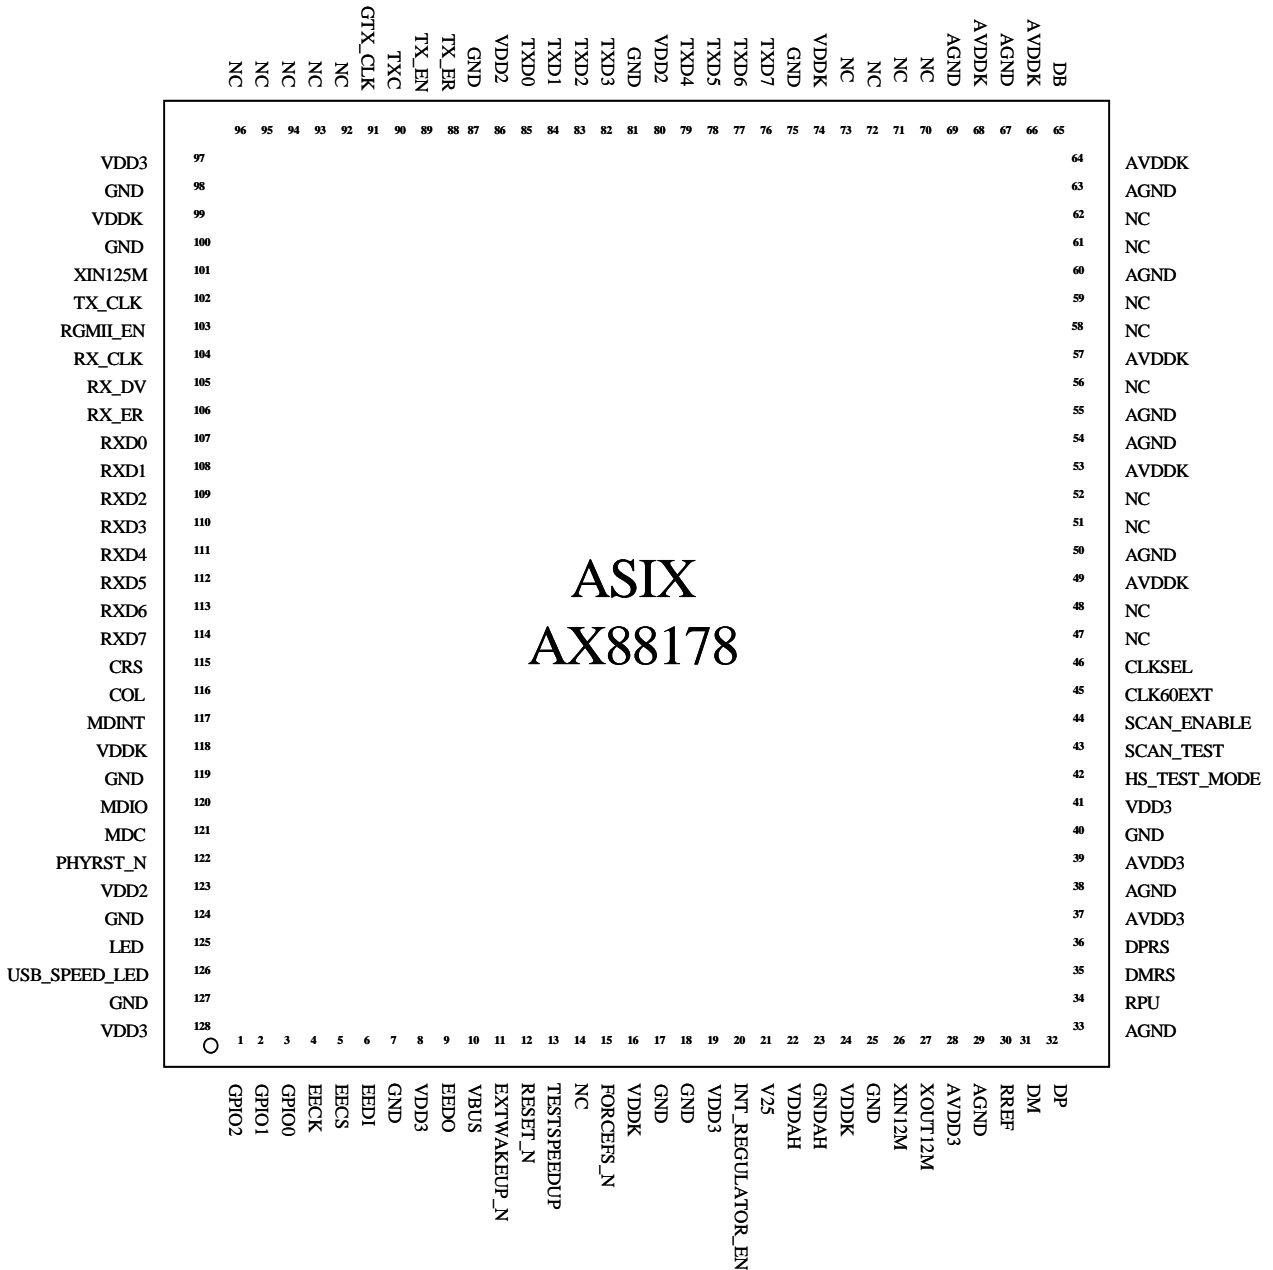 NC NC NC NC NC GTX_CLK TXC TX_EN TX_ER GND VDD2 TXD0 TXD1 TXD2 TXD3 GND VDD2 TXD4 TXD5 TXD6 TXD7 GND VDDK NC NC NC NC AGND AVDDK AGND AVDDK DB
96 95 94 93 92 91 90 89 88 87 86 85 84 83 82 81 80 79 78 77 76 75 74 73 72 71 70 69 68 67 66 65
VDD3 97 64 AVDDK
GND 98 63 AGND
VDDK 99 62 NC
GND 100 61 NC
XIN125M 101 60 AGND
TX_CLK 102 59 NC
RGMII_EN 103 58 NC
RX_CLK 104 57 AVDDK
RX_DV 105 56 NC
RX_ER 106 55 AGND
RXD0 107 54 AGND
RXD1 108 53 AVDDK
RXD2 109 52 NC
RXD3 110 51 NC
RXD4 111 50 AGND
RXD5 112 49 AVDDK
RXD6 113 48 NC
RXD7 114 47 NC
ASIX
AX88178
CRS 115 46 CLKSEL
COL 116 45 CLK60EXT
MDINT 117 44 SCAN_ENABLE
VDDK 118 43 SCAN_TEST
GND 119 42 HS_TEST_MODE
MDIO 120 41 VDD3
MDC 121 40 GND
PHYRST_N 122 39 AVDD3
VDD2 123 38 AGND
GND 124 37 AVDD3
LED 125 36 DPRS
USB_SPEED_LED 126 35 DMRS
GND 127 34 RPU
VDD3 128 33 AGND
1 2 3 4 5 6 7 8 9 10 11 12 13 14 15 16 17 18 19 20 21 22 23 24 25 26 27 28 29 30 31 32
GPIO2 GPIO1 GPIO0 EECK EECS EEDI GND VDD3 EEDO VBUS EXTWAKEUP_N RESET_N TESTSPEEDUP NC FORCEFS_N VDDK GND GND VDD3 INT_REGULATOR_EN V25 VDDAH GNDAH VDDK GND XIN12M XOUT12M AVDD3 AGND RREF DM DP